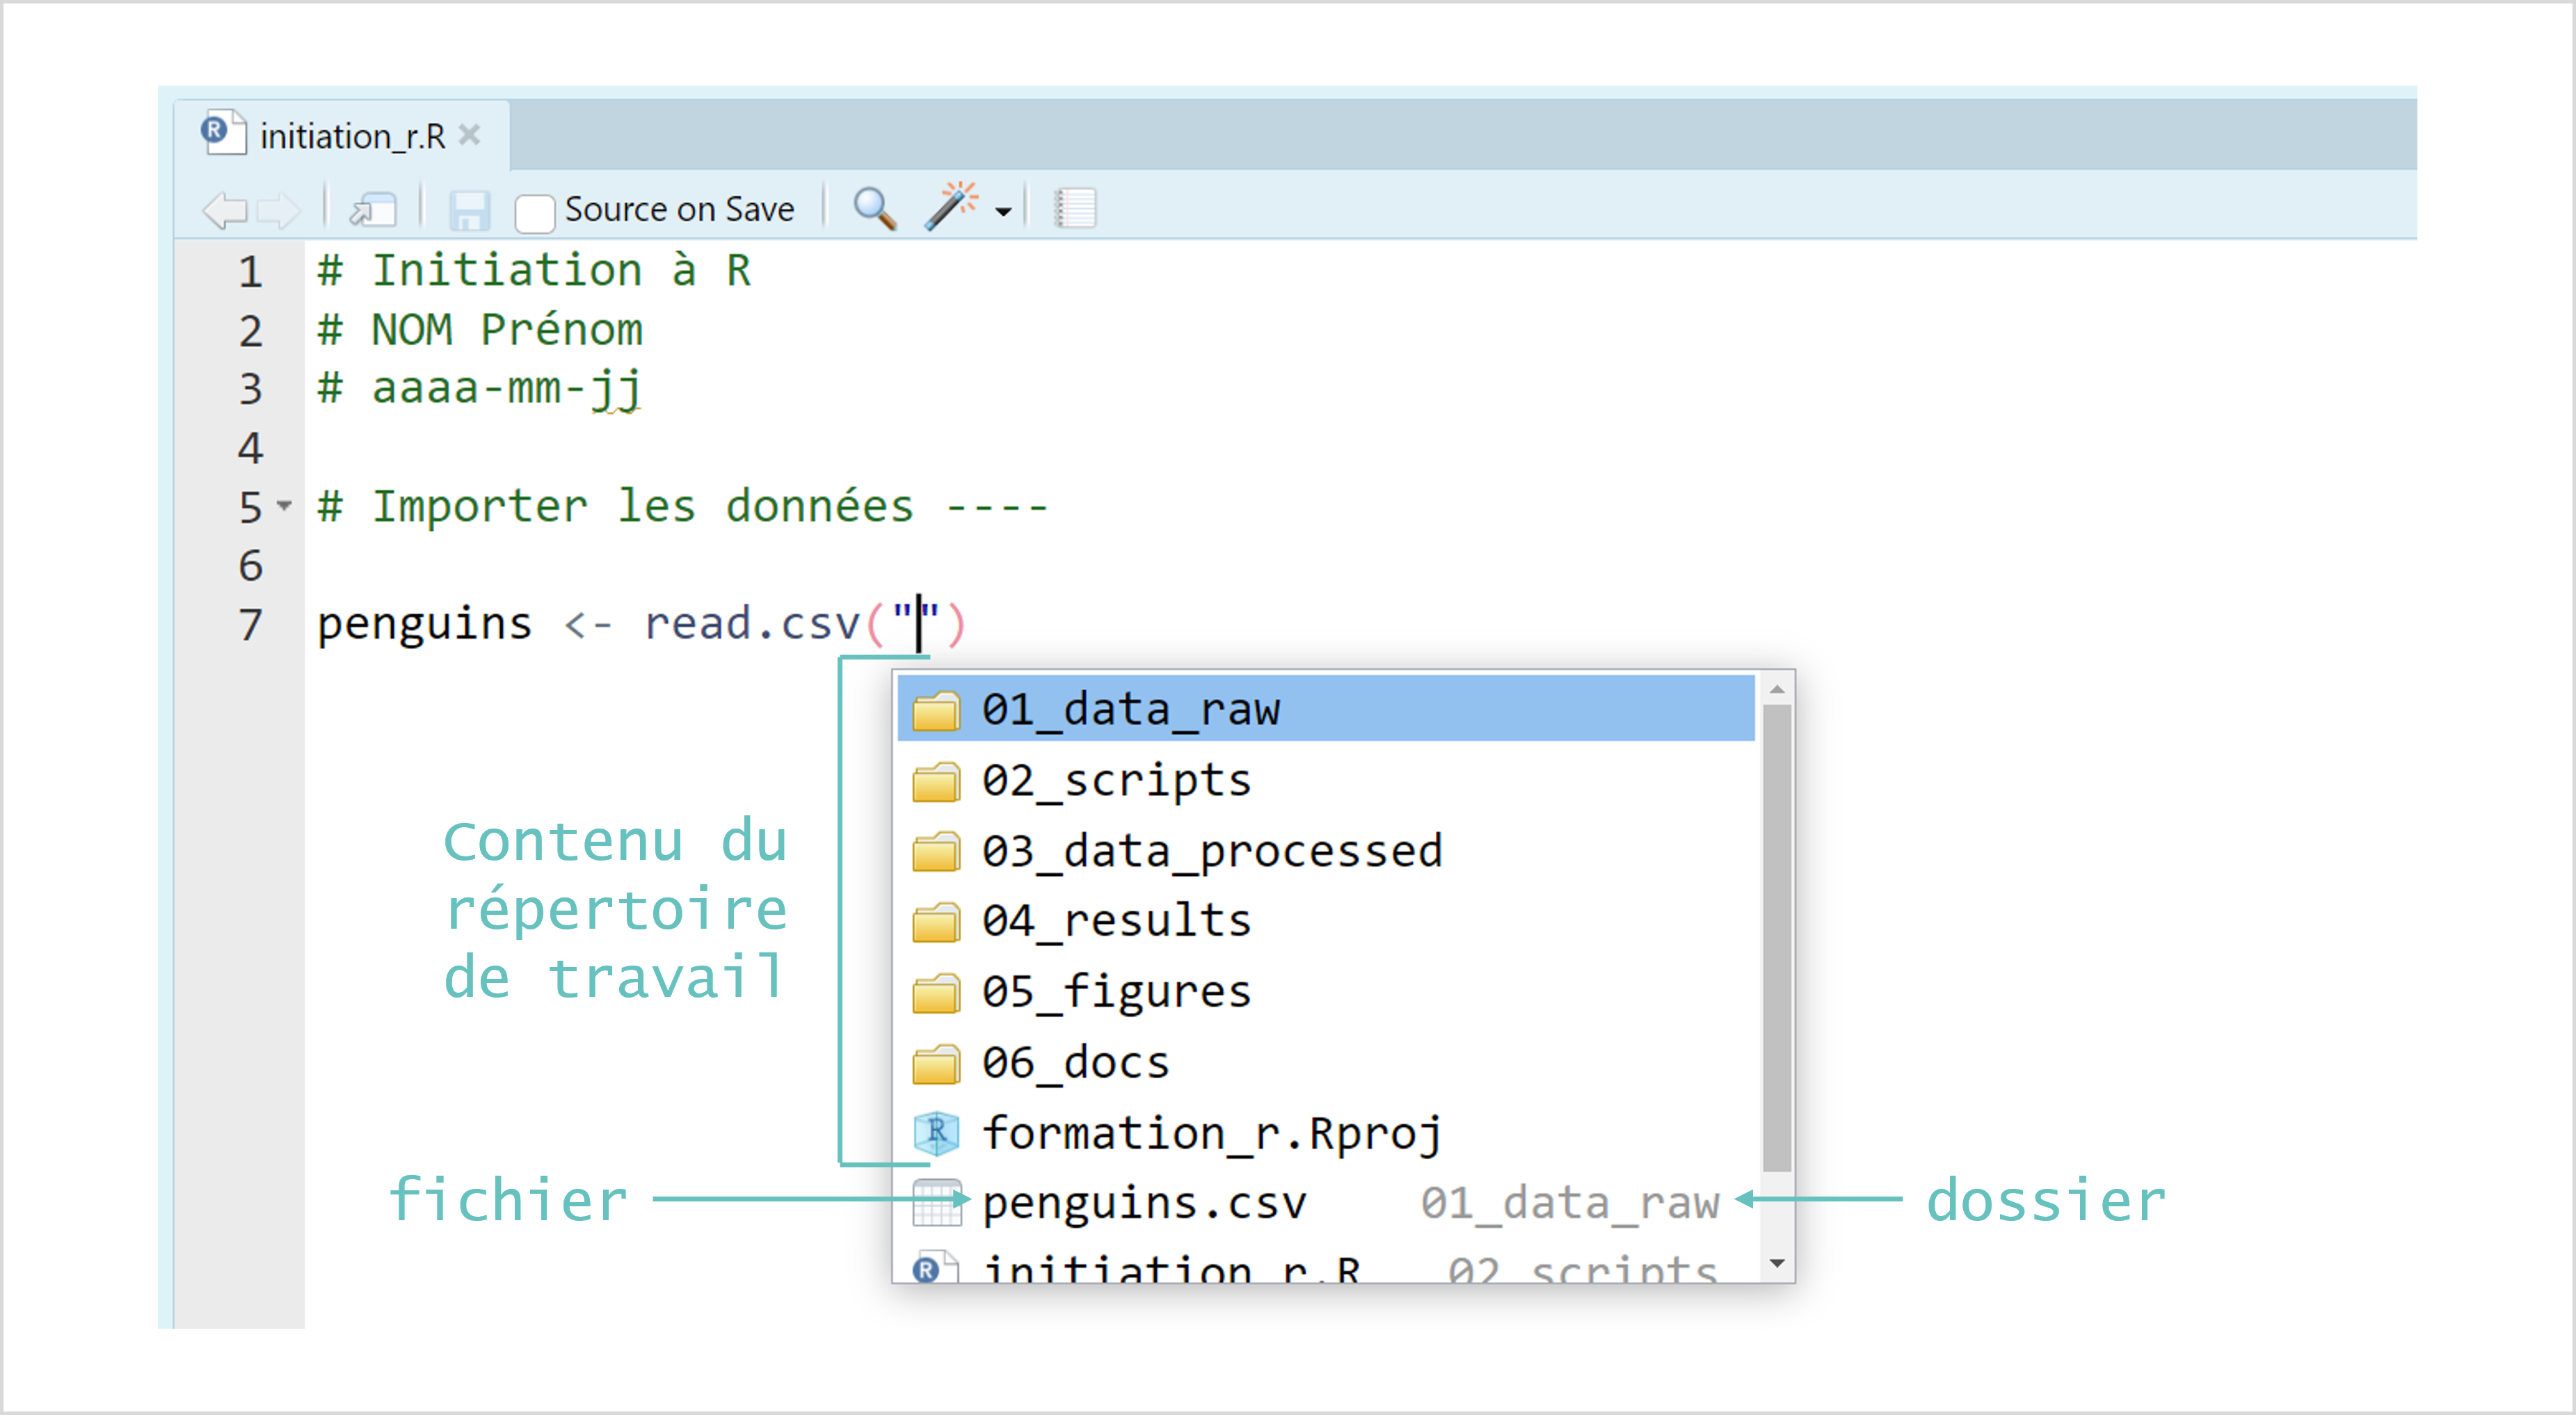 initiation_r.R
Source on Save
1 # Initiation à R
2 # NOM Prénom
3 # aaaa-mm-jj
4
5 # Importer les données ----
6
7 penguins <- read.csv("")
01_data_raw
02_scripts
03_data_processed
04_results
05_figures
06_docs
formation_r.Rproj
Contenu du
répertoire
de travail
fichier
penguins.csv 01_data_raw
dossier
initiation_r.R 02_scripts